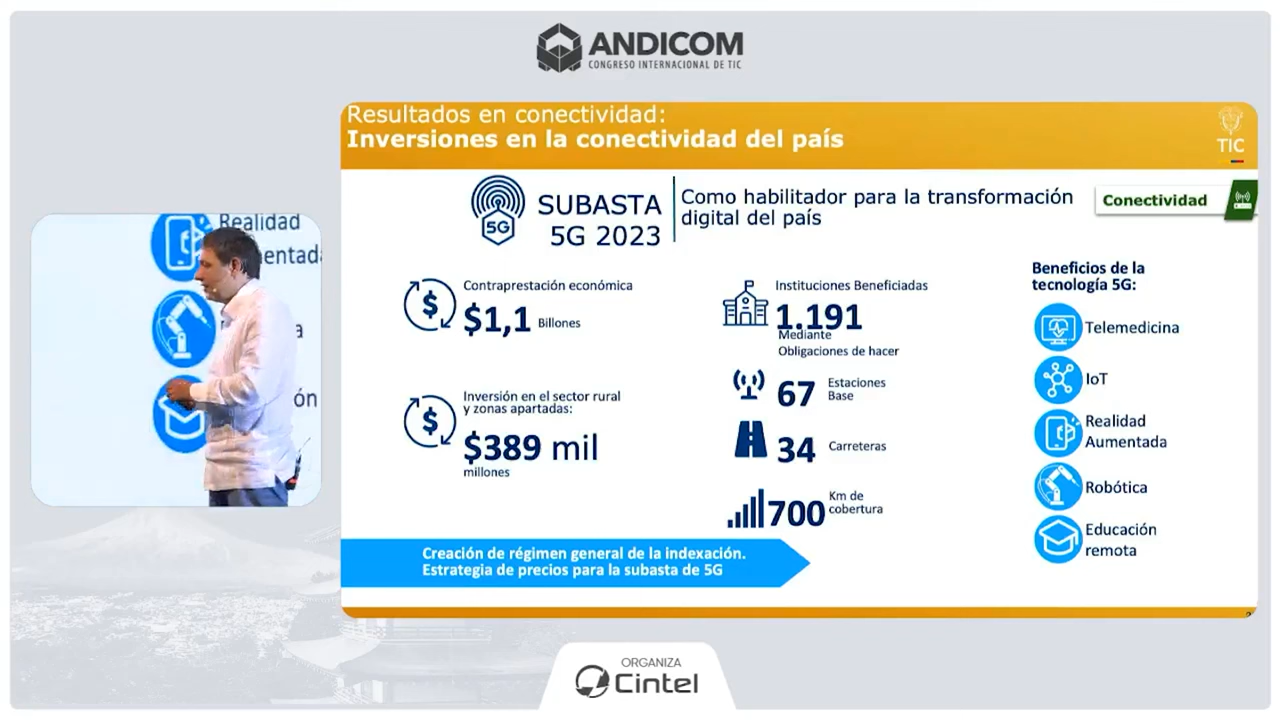 ANDICOM
CONGRESO INTERNACIONAL DE TIC
Resultados en conectividad:
Inversiones en la conectividad del país
TIC
SUBASTA
5G 2023
5G
Como habilitador para la transformación
digital del país
Conectividad
Contraprestación económica
$1,1 Billones
Inversión en el sector rural
y zonas apartadas:
$389 mil
millones
Instituciones Beneficiadas
1.191
Mediante
Obligaciones de hacer
67 Estaciones
Base
34 Carreteras
700 Km de
cobertura
Beneficios de la
tecnología 5G:
Telemedicina
IoT
Realidad
Aumentada
Robótica
Educación
remota
Creación de régimen general de la indexación.
Estrategia de precios para la subasta de 5G
Realidad
entada
a
ón
ORGANIZA
Cintel